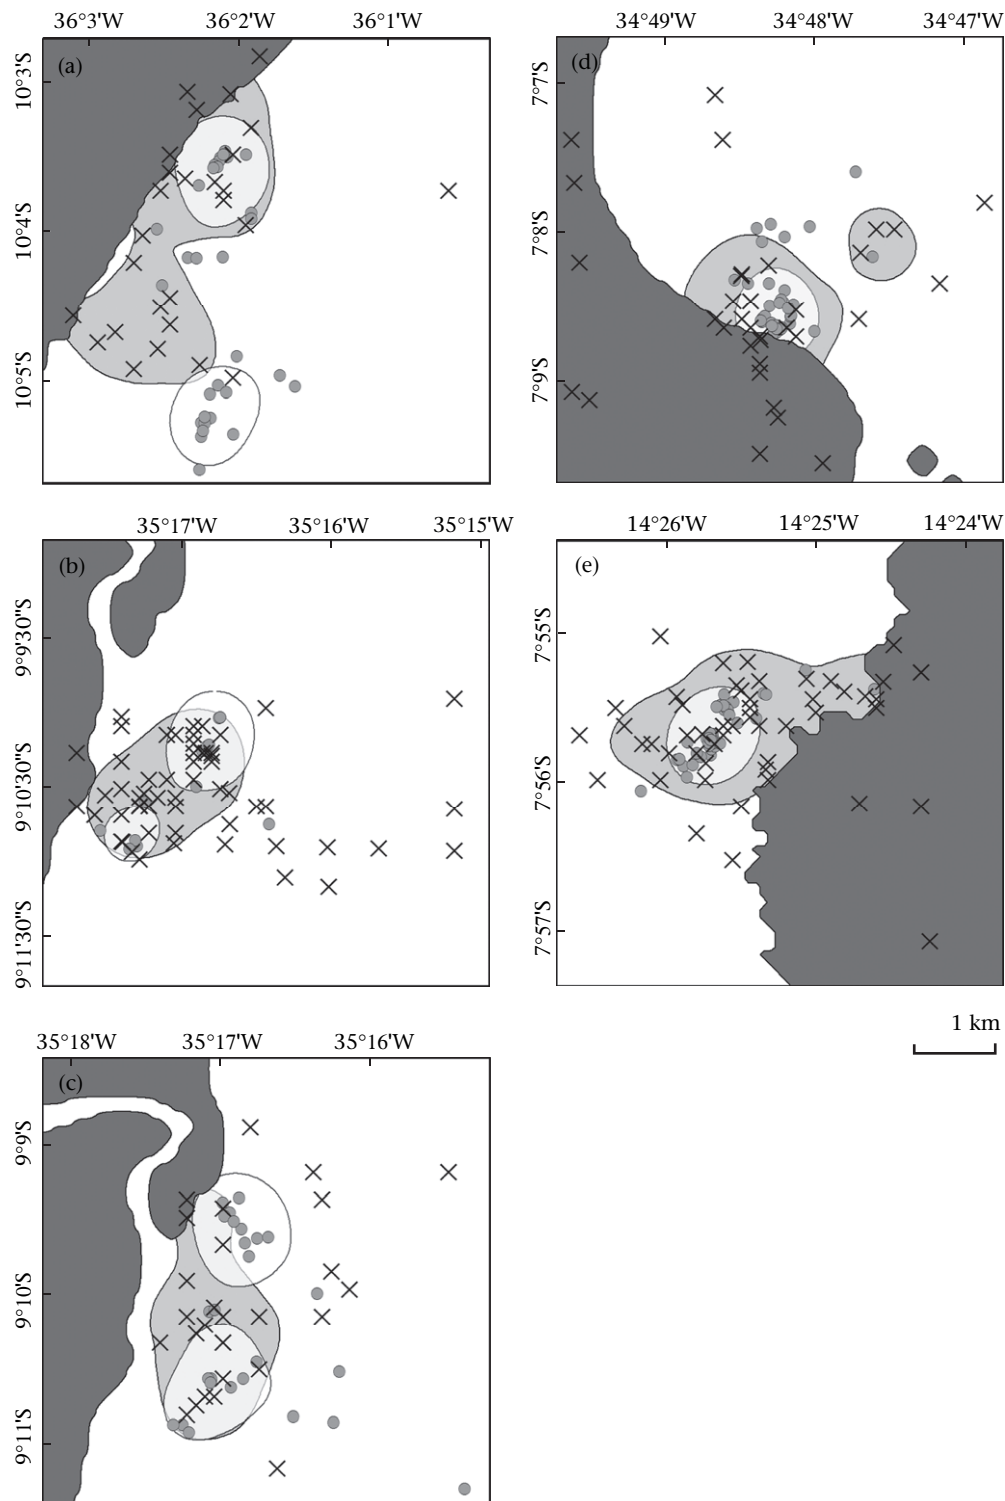 36°3'W 36°2'W 36°1'W
(a)
10°3'S
10°4'S
10°5'S
34°49'W 34°48'W 34°47'W
(d)
7°7'S
7°8'S
7°9'S
35°17'W 35°16'W 35°15'W
(b)
9°9'30"S
9°10'30"S
9°11'30"S
14°26'W 14°25'W 14°24'W
(e)
7°55'S
7°56'S
7°57'S
1 km
35°18'W 35°17'W 35°16'W
(c)
9°9'S
9°10'S
9°11'S